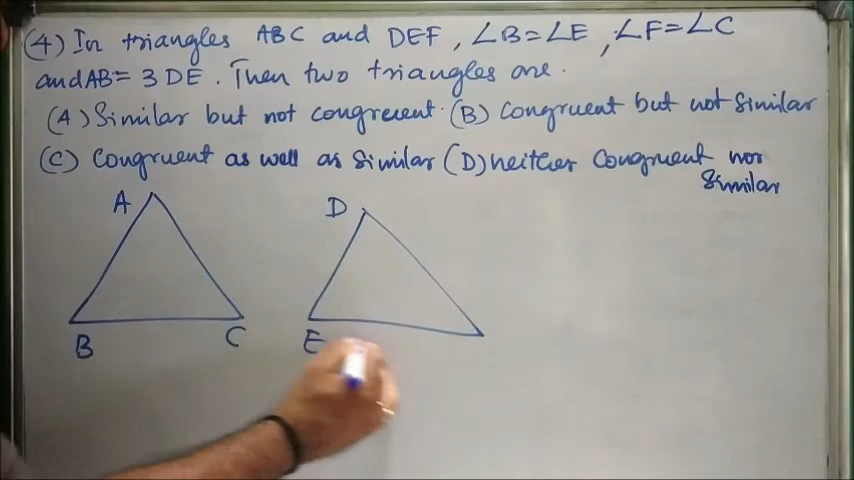 (4) In triangles ABC and DEF, ∠B=∠E, ∠F=∠C
and AB= 3 DE. Then two triangles are.
(A) Similar but not congruent. (B) Congruent but not Similar
(C) Congruent as well as Similar (D) neither Congruent nor
Similar
A D
B C E